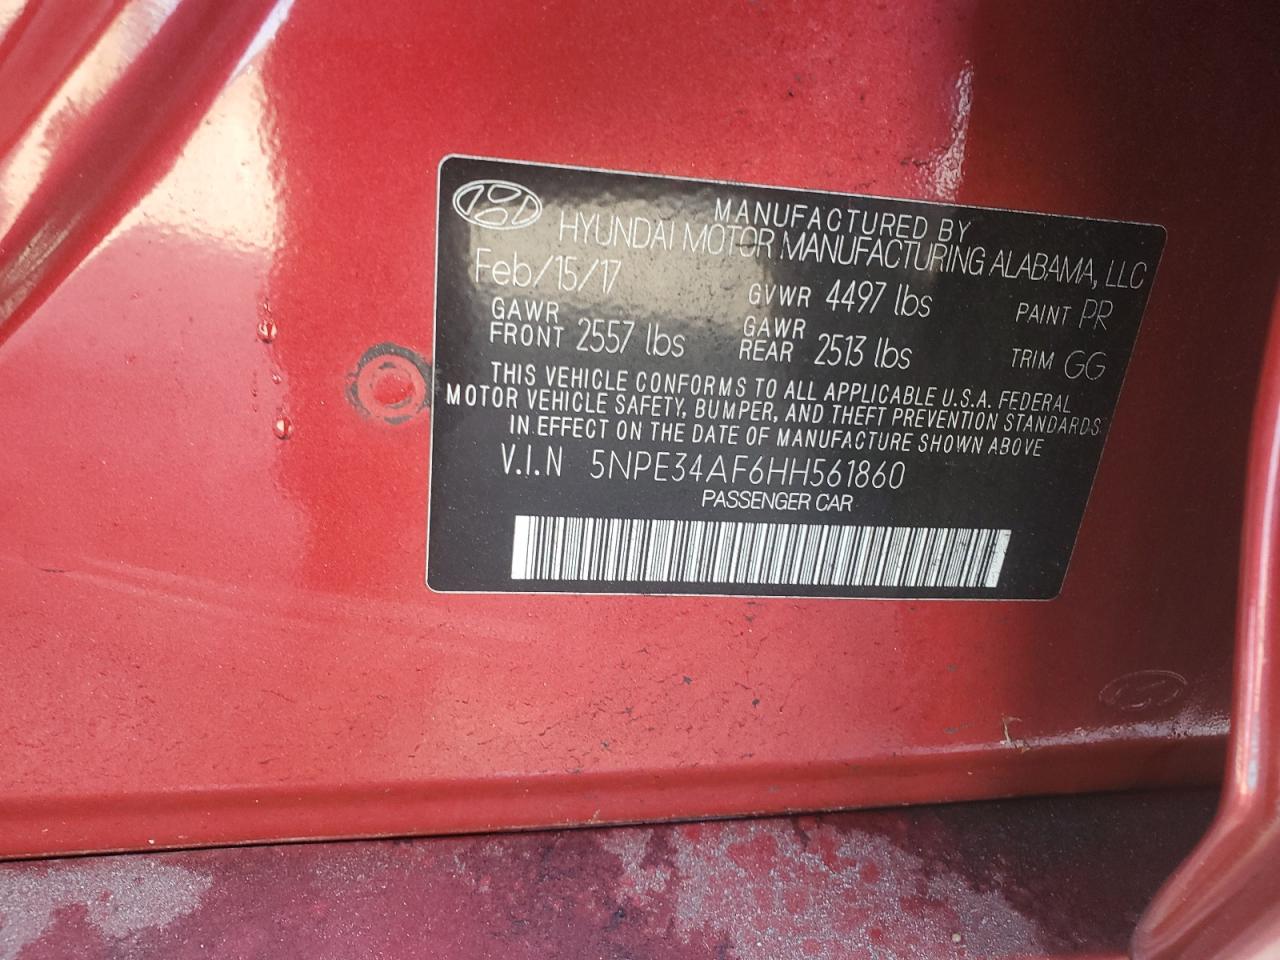 MANUFACTURED BY
HYUNDAI MOTOR MANUFACTURING ALABAMA, LLC
Feb/15/17 GVWR 4497 lbs PAINT PR
GAWR FRONT 2557 lbs GAWR REAR 2513 lbs TRIM GG
THIS VEHICLE CONFORMS TO ALL APPLICABLE U.S.A. FEDERAL
MOTOR VEHICLE SAFETY, BUMPER, AND THEFT PREVENTION STANDARDS
IN EFFECT ON THE DATE OF MANUFACTURE SHOWN ABOVE
V.I.N 5NPE34AF6HH561860
PASSENGER CAR